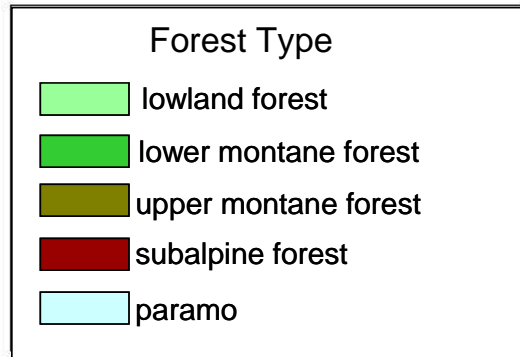 Forest Type
lowland forest
lower montane forest
upper montane forest
subalpine forest
paramo